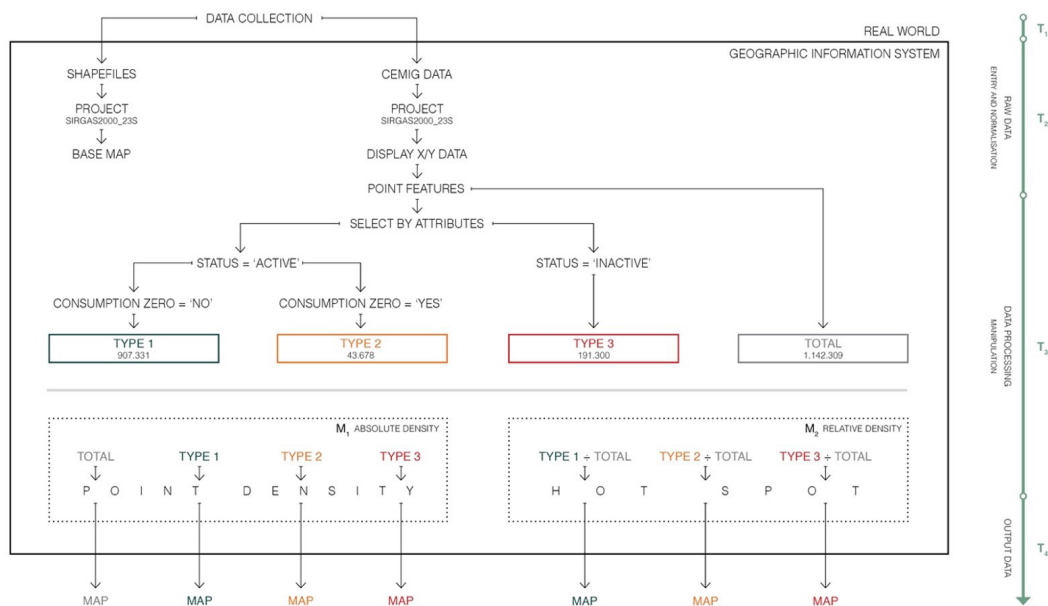 DATA COLLECTION
REAL WORLD
GEOGRAPHIC INFORMATION SYSTEM
SHAPEFILES
PROJECT
SIRGAS2000_23S
BASE MAP
CEMIG DATA
PROJECT
SIRGAS2000_23S
DISPLAY X/Y DATA
POINT FEATURES
SELECT BY ATTRIBUTES
STATUS = ‘ACTIVE’
STATUS = ‘INACTIVE’
CONSUMPTION ZERO = ‘NO’
CONSUMPTION ZERO = ‘YES’
TYPE 1
907.331
TYPE 2
43.678
TYPE 3
191.300
TOTAL
1.142.309
M1 ABSOLUTE DENSITY
TOTAL
TYPE 1
TYPE 2
TYPE 3
POINT DENSITY
M2 RELATIVE DENSITY
TYPE 1 ÷ TOTAL
TYPE 2 ÷ TOTAL
TYPE 3 ÷ TOTAL
HOT SPOT
MAP
MAP
MAP
MAP
MAP
MAP
MAP
T1
RAW DATA
ENTRY AND NORMALISATION
T2
DATA PROCESSING
MANIPULATION
T3
OUTPUT DATA
T4